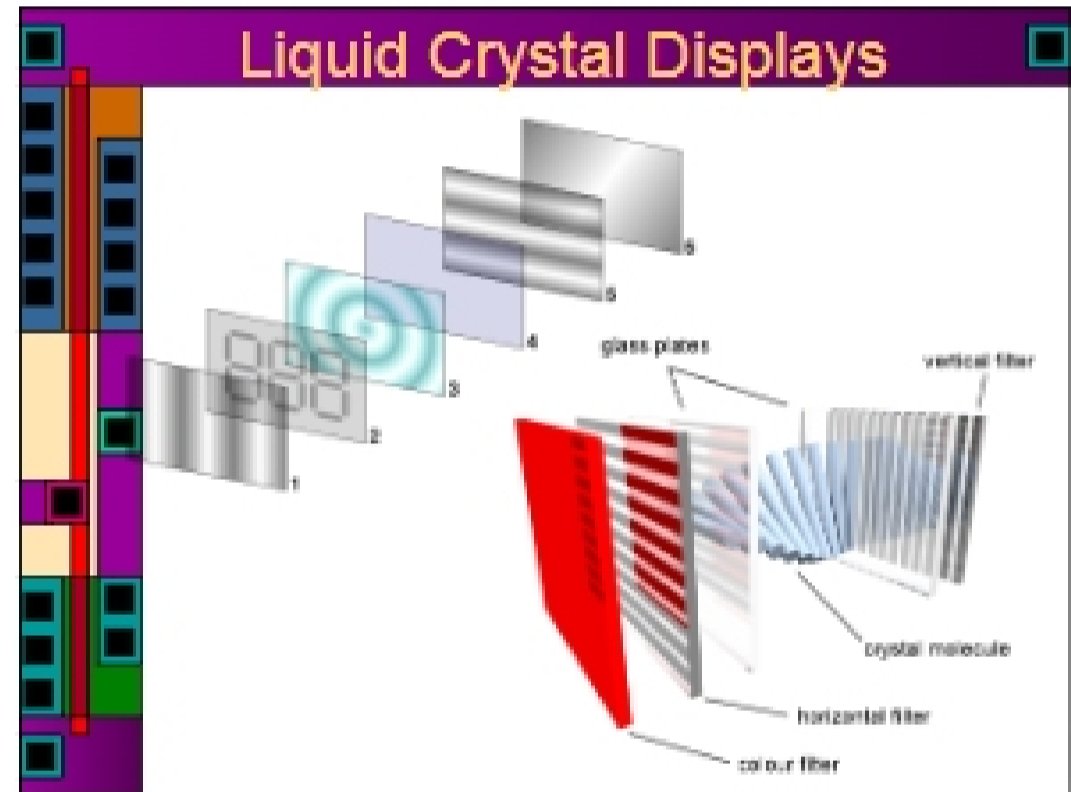 Liquid Crystal Displays
6
5
4
3
2
1
glass plates
vertical filter
crystal molecule
horizontal filter
colour filter